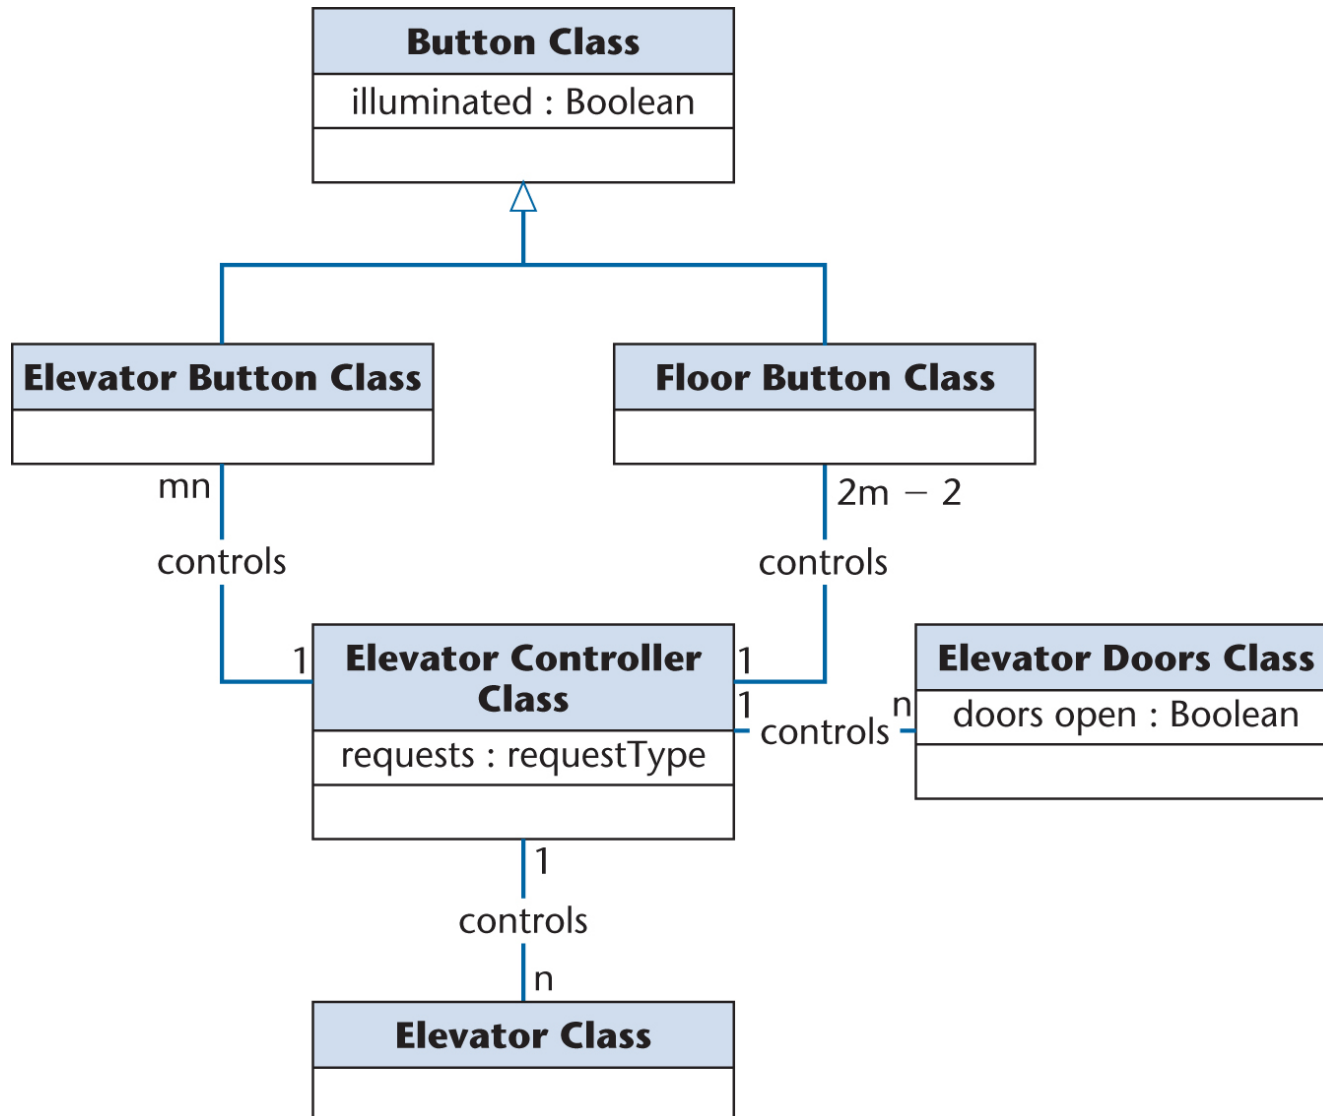 Button Class
illuminated : Boolean
Elevator Button Class
Floor Button Class
mn
2m − 2
controls
controls
1
Elevator Controller
Class
1
1
n
Elevator Doors Class
requests : requestType
controls
doors open : Boolean
1
controls
n
Elevator Class